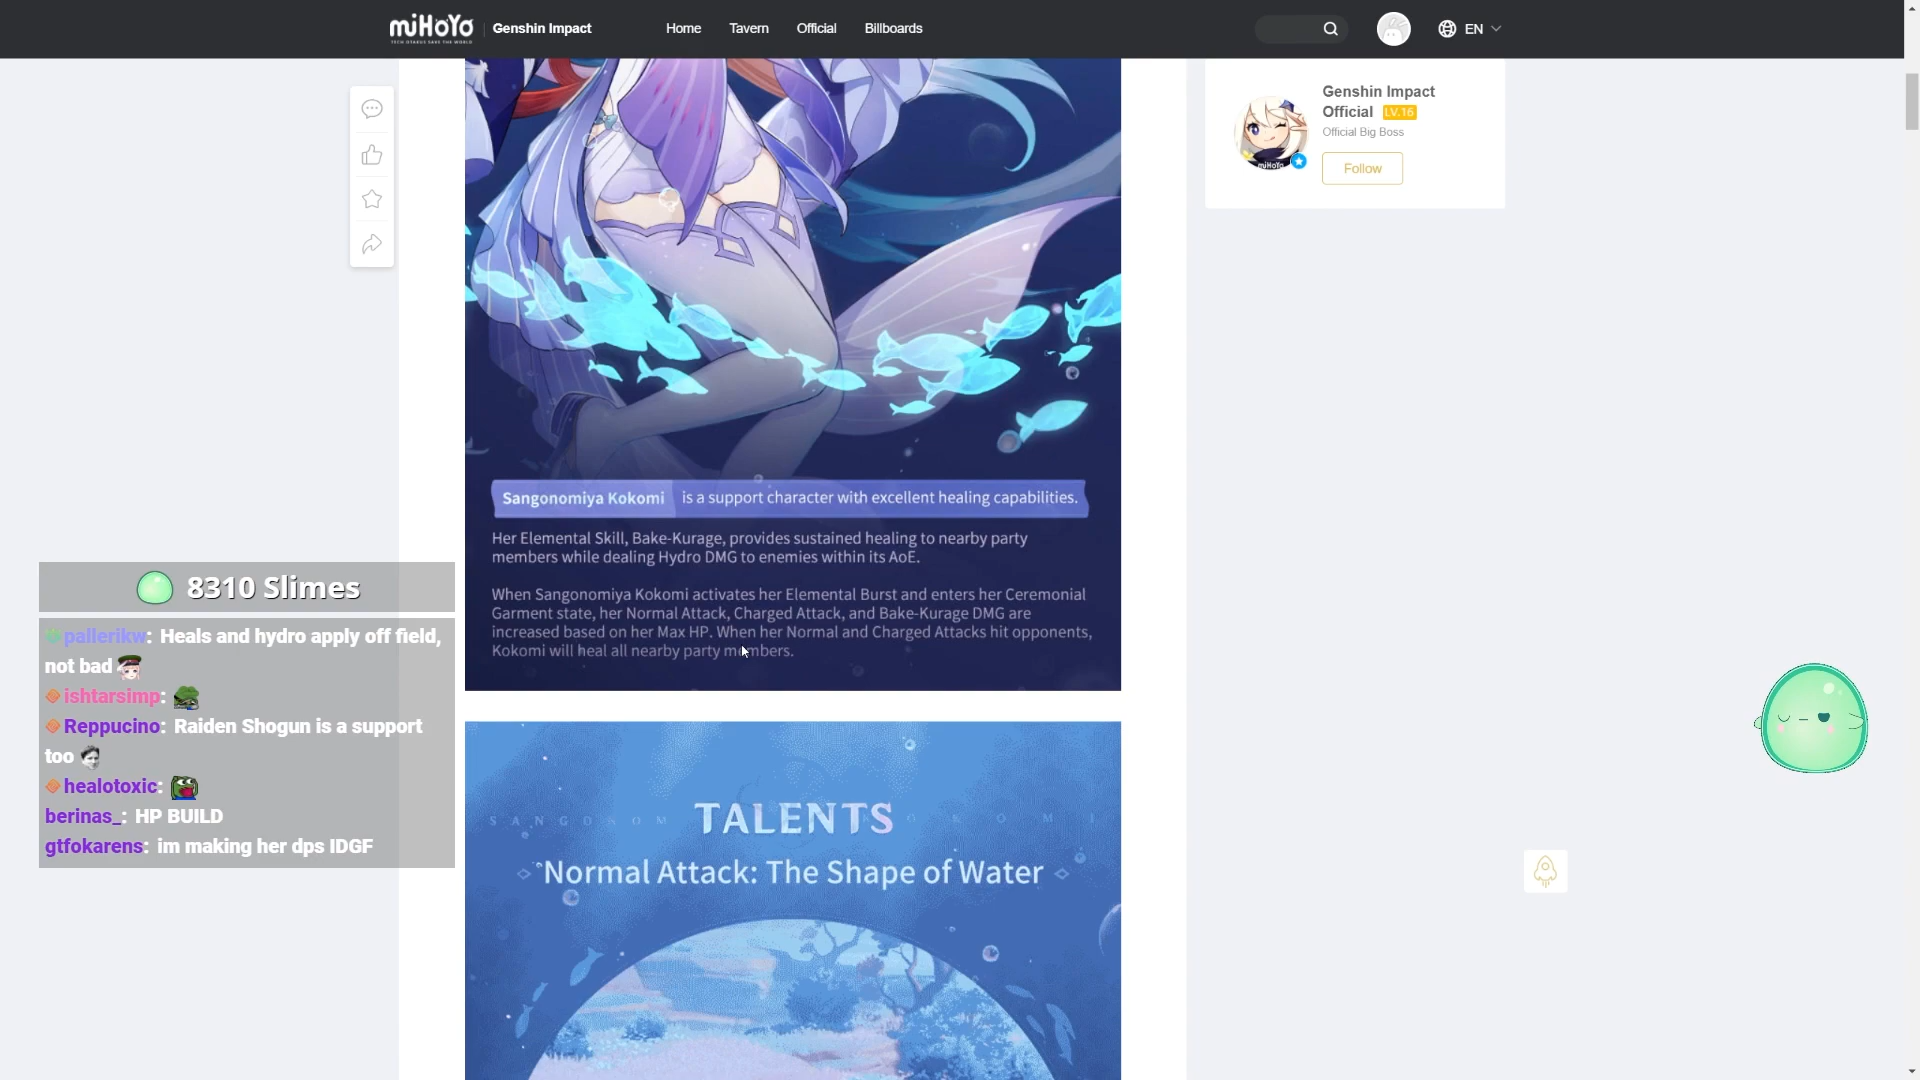 miHoYo
TECH OTAKUS SAVE THE WORLD
Genshin Impact
Home
Tavern
Official
Billboards
EN
Genshin Impact
Official LV.16
Official Big Boss
miHoYo
Follow
Sangonomiya Kokomi is a support character with excellent healing capabilities.
Her Elemental Skill, Bake-Kurage, provides sustained healing to nearby party
members while dealing Hydro DMG to enemies within its AoE.
When Sangonomiya Kokomi activates her Elemental Burst and enters her Ceremonial
Garment state, her Normal Attack, Charged Attack, and Bake-Kurage DMG are
increased based on her Max HP. When her Normal and Charged Attacks hit opponents,
Kokomi will heal all nearby party members.
8310 Slimes
pallerikw: Heals and hydro apply off field,
not bad
ishtarsimp:
Reppucino: Raiden Shogun is a support
too
healotoxic:
berinas_: HP BUILD
gtfokarens: im making her dps IDGF
TALENTS
Normal Attack: The Shape of Water